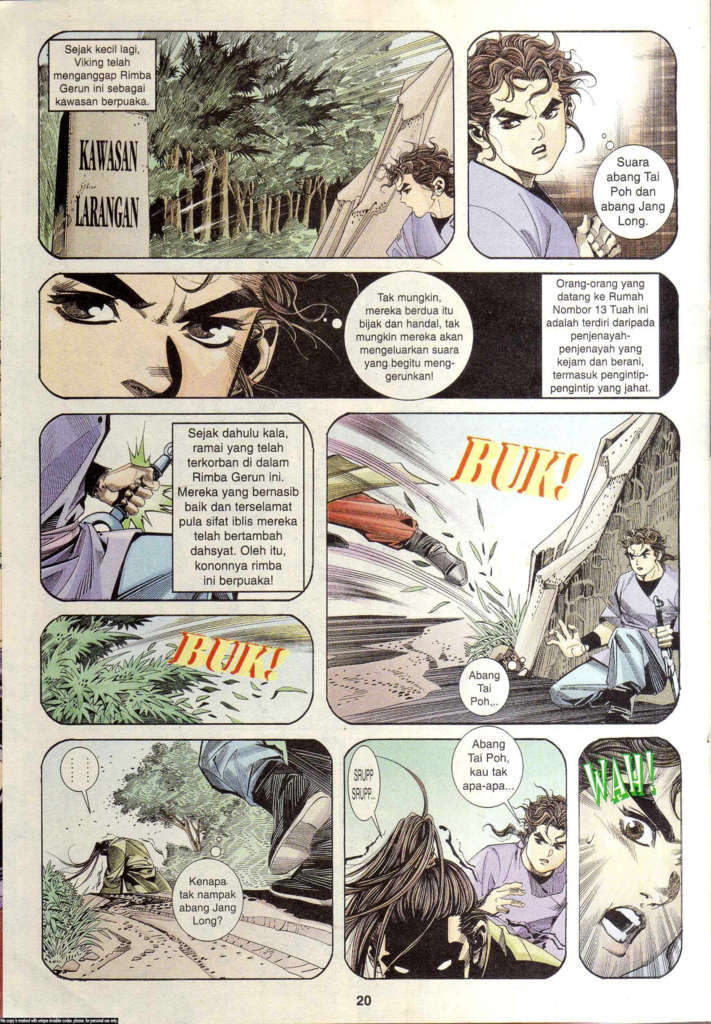 Sejak kecil lagi,
Viking telah
menganggap Rimba
Gerun ini sebagai
kawasan berpuaka.
KAWASAN
LARANGAN
Suara
abang Tai
Poh dan
abang Jang
Long.
Tak mungkin,
mereka berdua itu
bijak dan handal, tak
mungkin mereka akan
mengeluarkan suara
yang begitu meng-
gerunkan!
Orang-orang yang
datang ke Rumah
Nombor 13 Tuah ini
adalah terdiri daripada
penjenayah-
penjenayah yang
kejam dan berani,
termasuk pengintip-
pengintip yang jahat.
Sejak dahulu kala,
ramai yang telah
terkorban di dalam
Rimba Gerun ini.
Mereka yang bernasib
baik dan terselamat
pula sifat iblis mereka
telah bertambah
dahsyat. Oleh itu,
kononnya rimba
ini berpuaka!
BUK!
Abang
Tai
Poh,..
BUK!
Kenapa
tak nampak
abang Jang
Long?
SRUPP
SRUPP...
Abang
Tai Poh,
kau tak
apa-apa...
WAH!
20